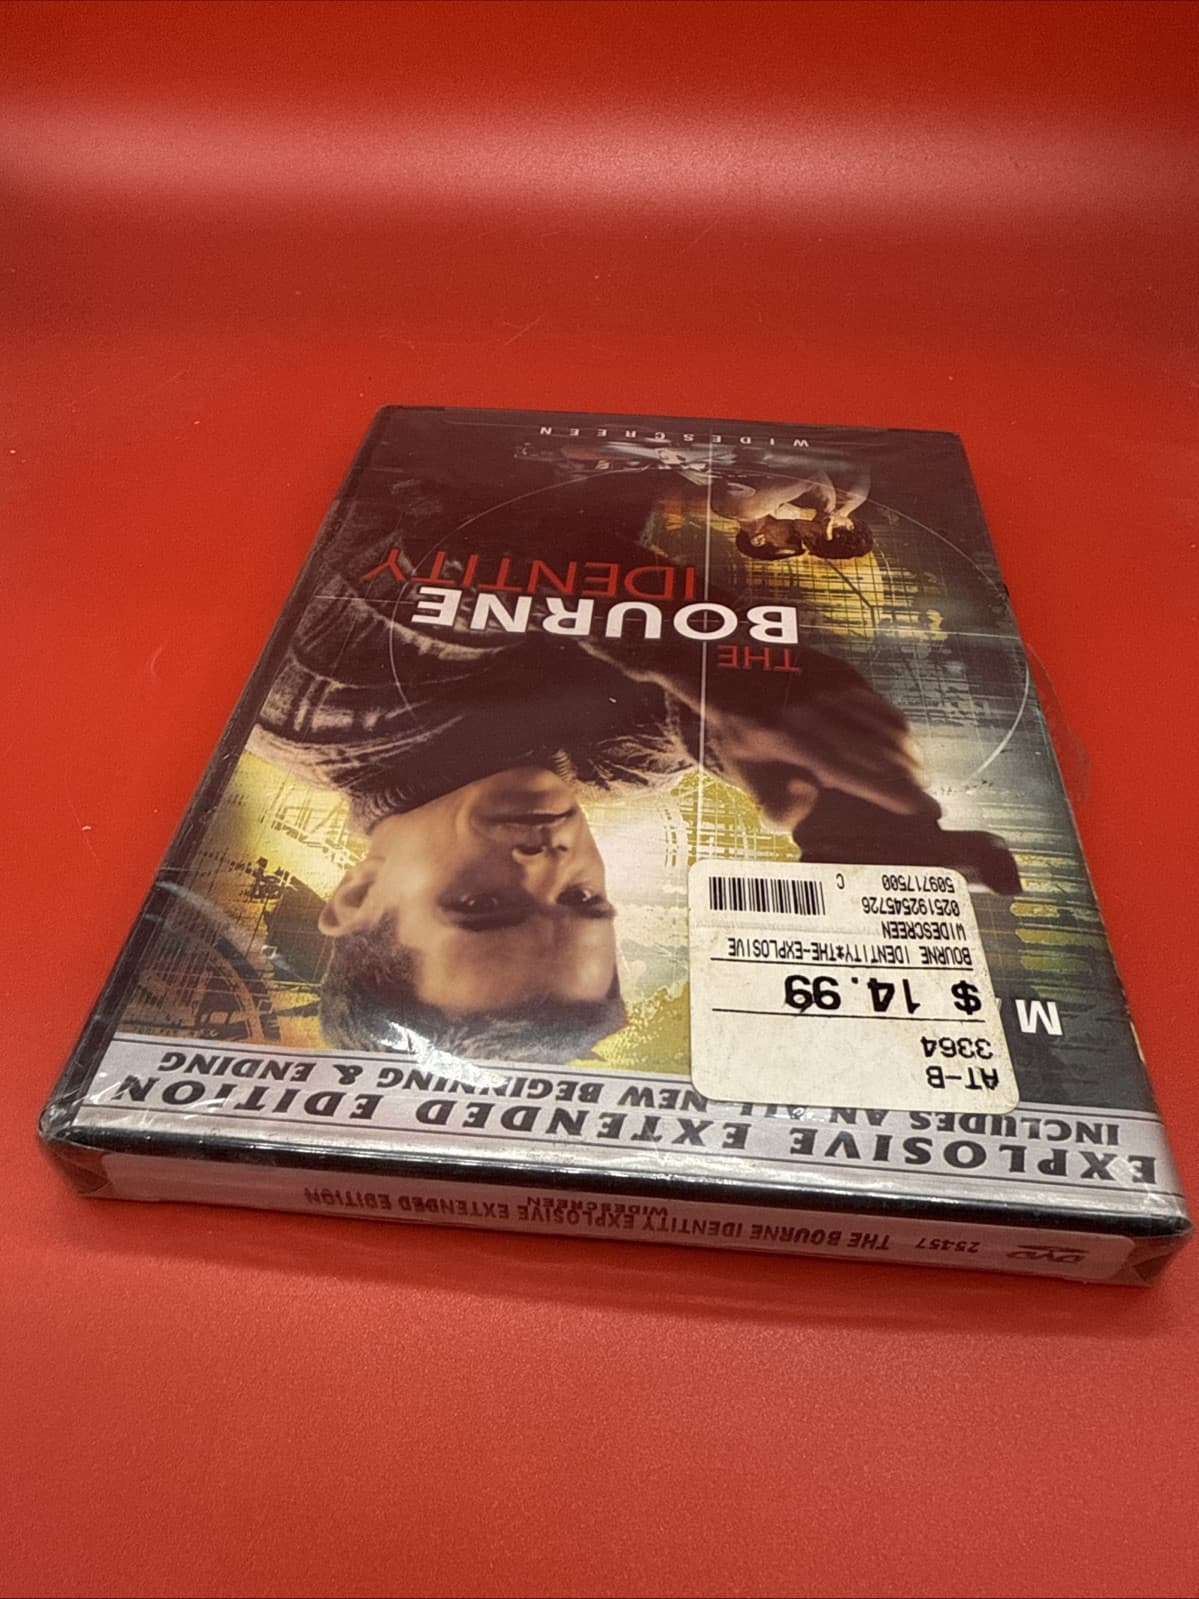 DVD 25457 THE BOURNE IDENTITY EXPLOSIVE EXTENDED EDITION
WIDESCREEN
EXPLOSIVE EXTENDED EDITION
INCLUDES AN ALL NEW BEGINNING & ENDING
M
AT-B
3364
$ 14.99
BOURNE IDENTITY*THE-EXPLOSIVE
WIDESCREEN
025192545726
509717500 C
THE
BOURNE
IDENTITY
WIDESCREEN